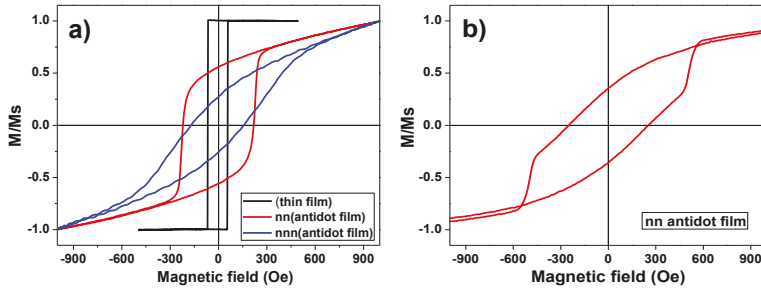 a)
M/Ms
1.0
0.5
0.0
-0.5
-1.0
-900 -600 -300 0 300 600 900
Magnetic field (Oe)
(thin film)
nn(antidot film)
nnn(antidot film)
b)
M/Ms
1.0
0.5
0.0
-0.5
-1.0
-900 -600 -300 0 300 600 900
Magnetic field (Oe)
nn antidot film